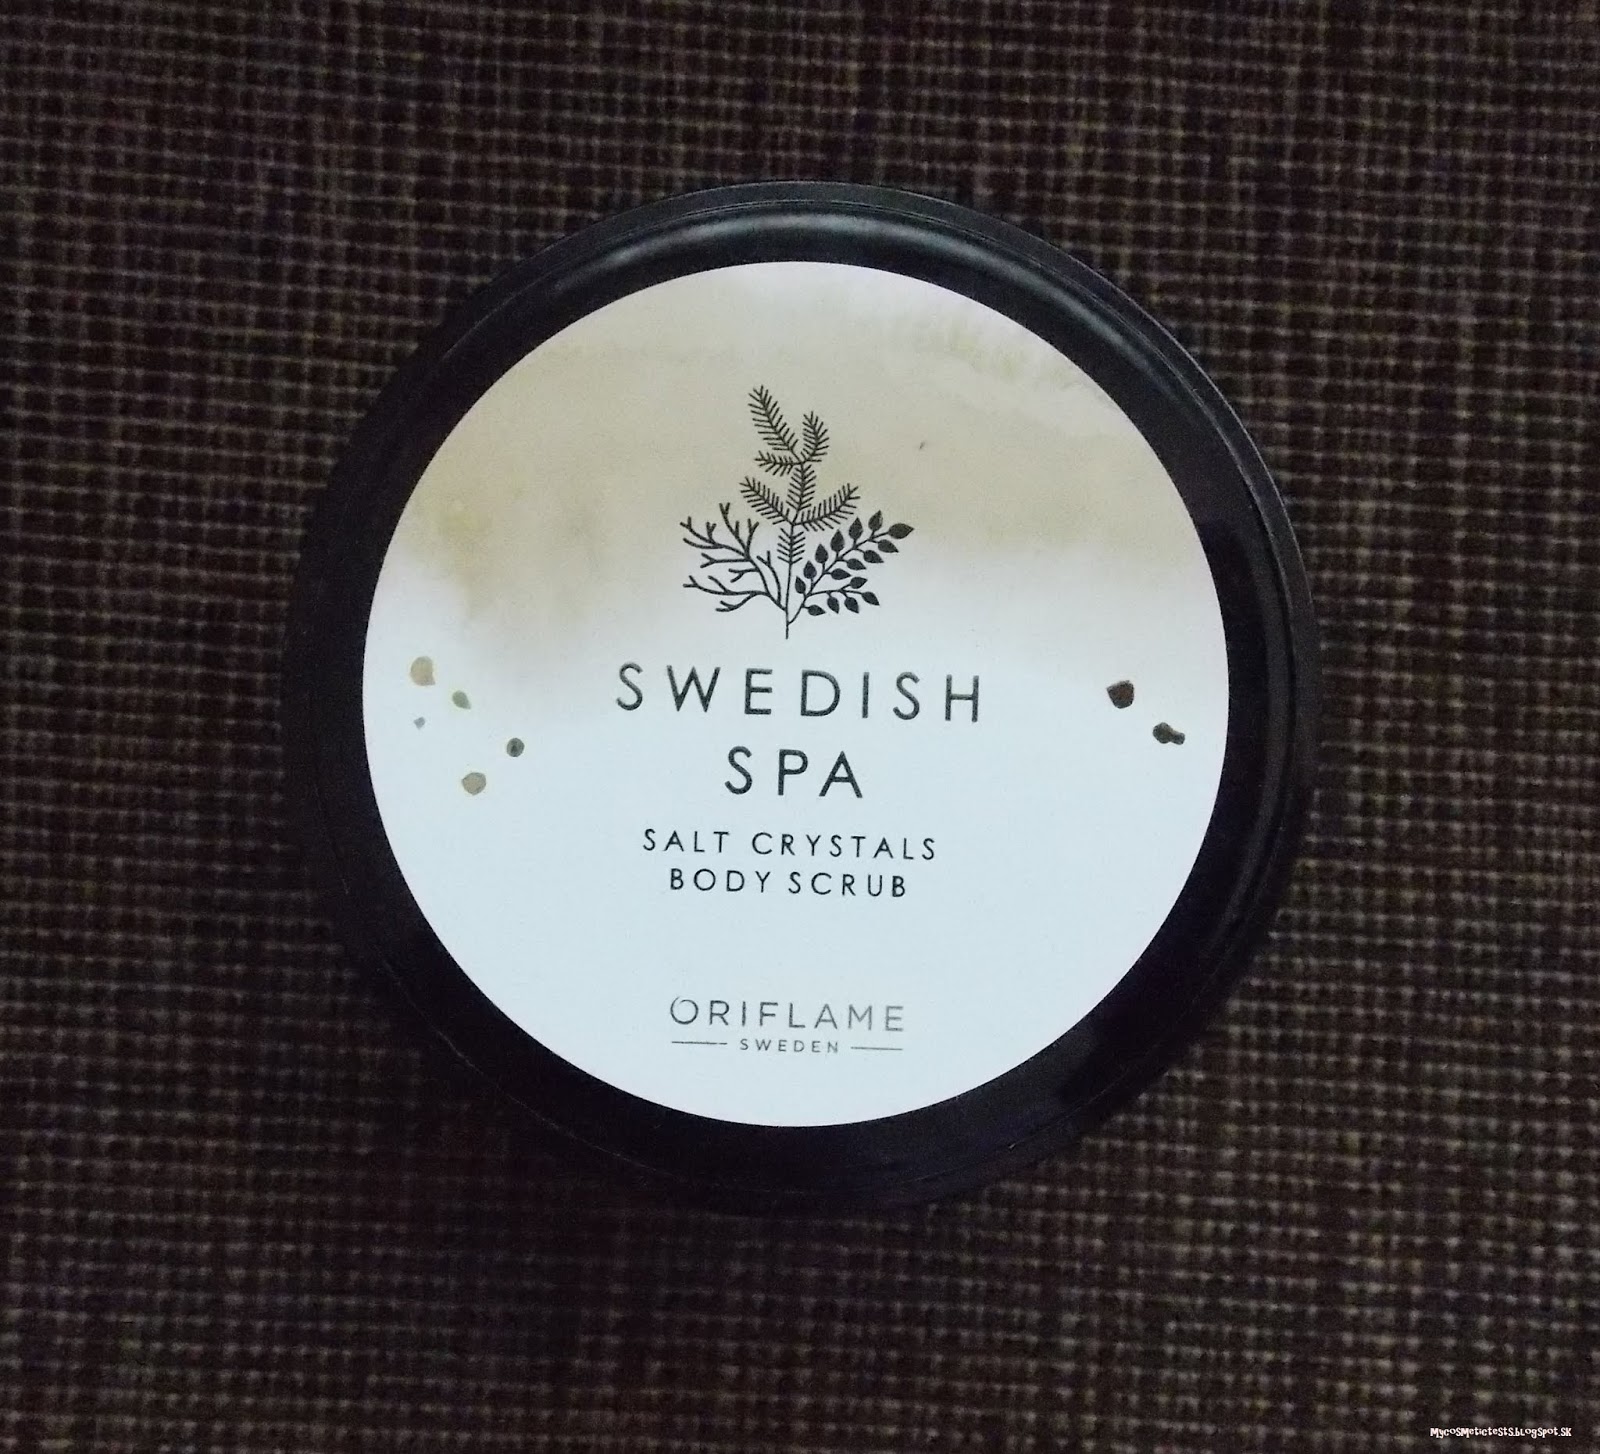 SWEDISH
SPA
SALT CRYSTALS
BODY SCRUB
ORIFLAME
SWEDEN
MYCOSMETICTESTS.BLOGSPOT.SK